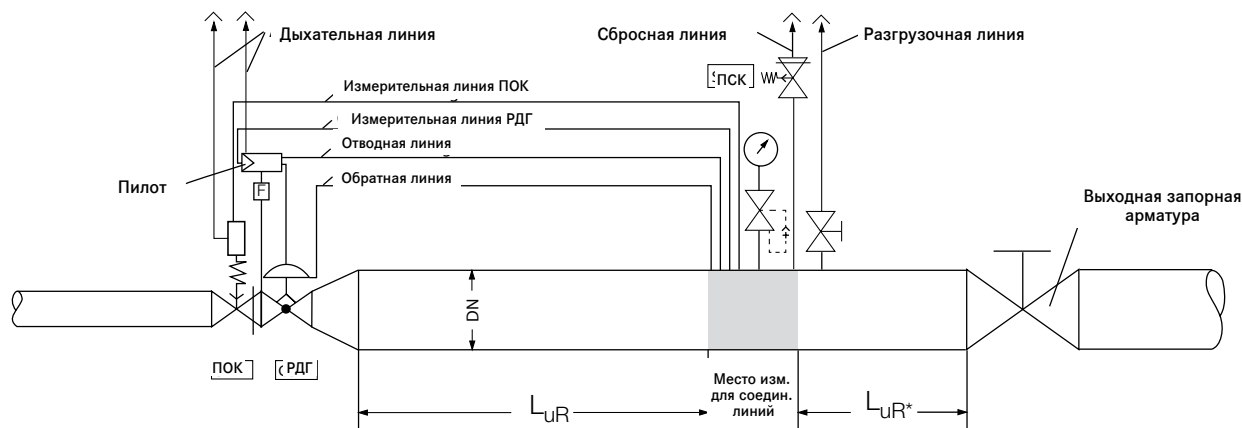 Дыхательная линия
Сбросная линия
Разгрузочная линия
ПСК
Измерительная линия ПОК
Измерительная линия РДГ
Отводная линия
Обратная линия
Пилот
F
Выходная запорная
арматура
DN
ПОК
РДГ
Место изм.
для соедин.
линий
LuR
LuR*